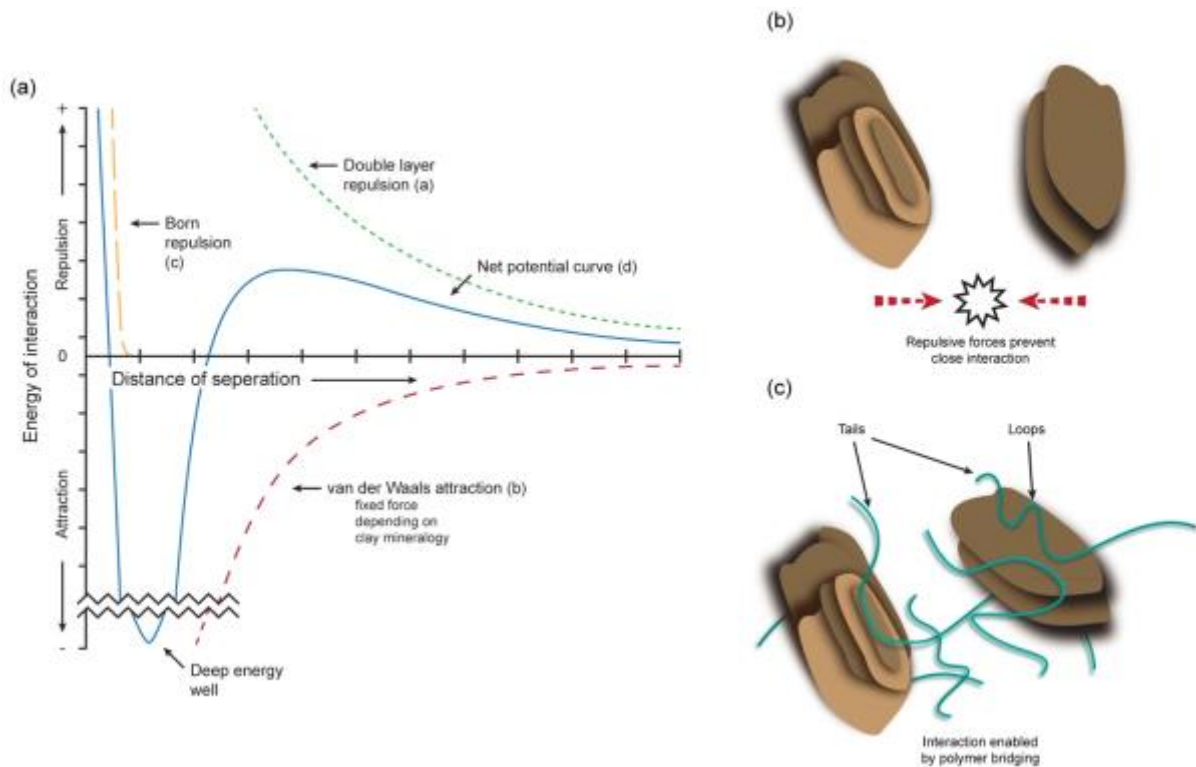 (a)
+
Repulsion
0
Attraction
-
Energy of interaction
Double layer
repulsion (a)
Born
repulsion
(c)
Net potential curve (d)
Distance of seperation
van der Waals attraction (b)
fixed force
depending on
clay mineralogy
Deep energy
well
(b)
Repulsive forces prevent
close interaction
(c)
Tails
Loops
Interaction enabled
by polymer bridging